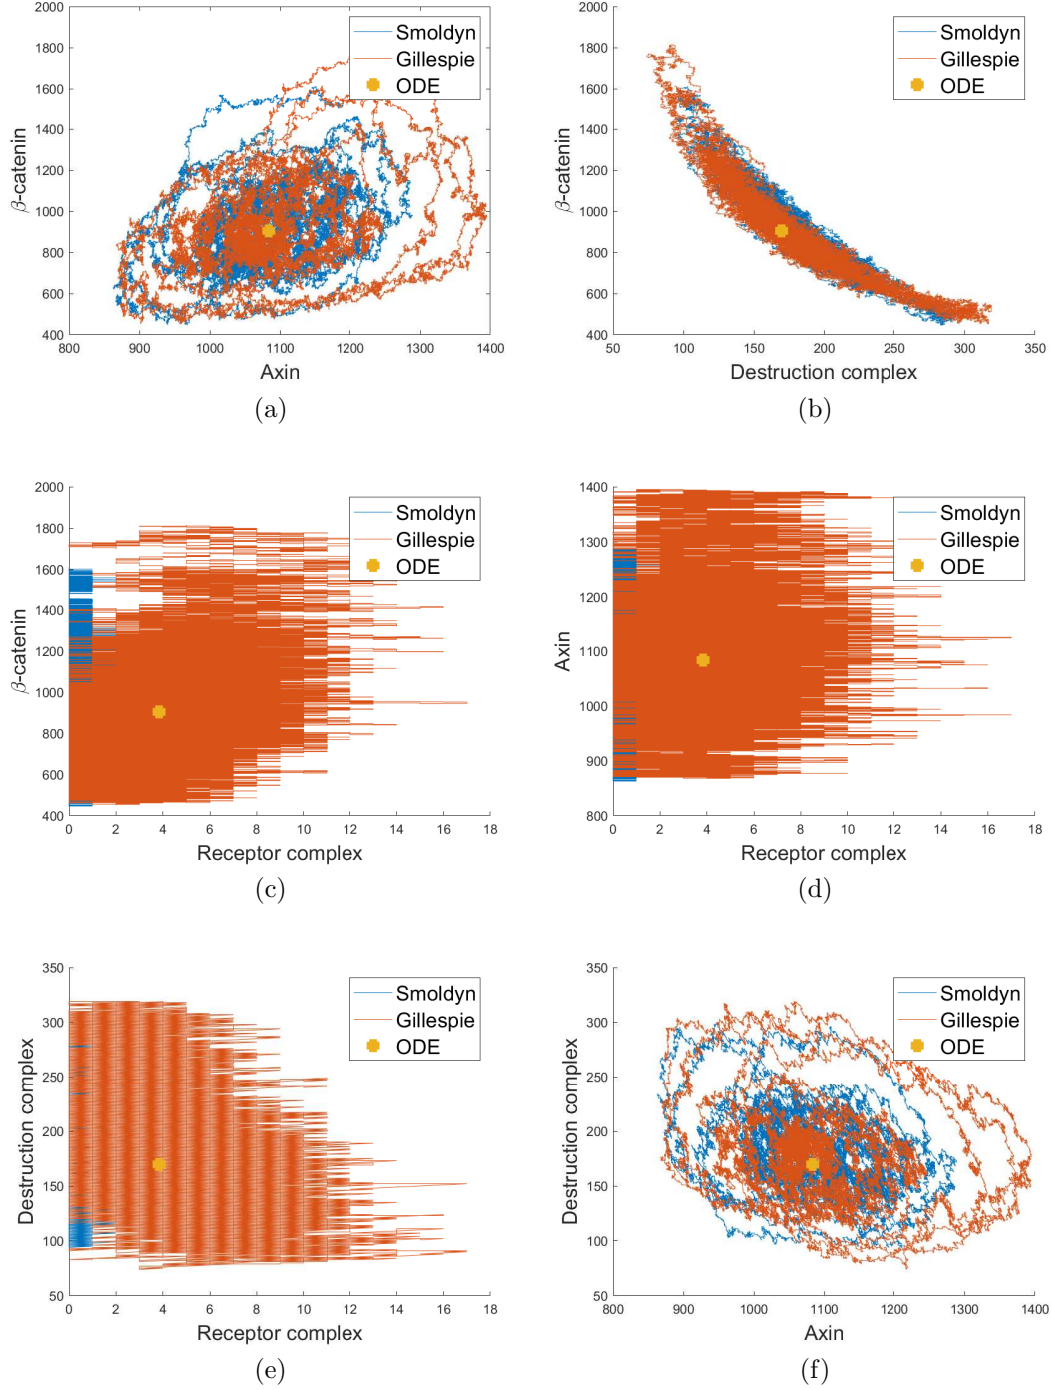 2000
1800
1600
1400
1200
1000
800
600
400
β-catenin
800 900 1000 1100 1200 1300 1400
Axin
Smoldyn
Gillespie
ODE
(a)
2000
1800
1600
1400
1200
1000
800
600
400
β-catenin
50 100 150 200 250 300 350
Destruction complex
Smoldyn
Gillespie
ODE
(b)
2000
1800
1600
1400
1200
1000
800
600
400
β-catenin
0 2 4 6 8 10 12 14 16 18
Receptor complex
Smoldyn
Gillespie
ODE
(c)
1400
1300
1200
1100
1000
900
800
Axin
0 2 4 6 8 10 12 14 16 18
Receptor complex
Smoldyn
Gillespie
ODE
(d)
350
300
250
200
150
100
50
Destruction complex
0 2 4 6 8 10 12 14 16 18
Receptor complex
Smoldyn
Gillespie
ODE
(e)
350
300
250
200
150
100
50
Destruction complex
800 900 1000 1100 1200 1300 1400
Axin
Smoldyn
Gillespie
ODE
(f)